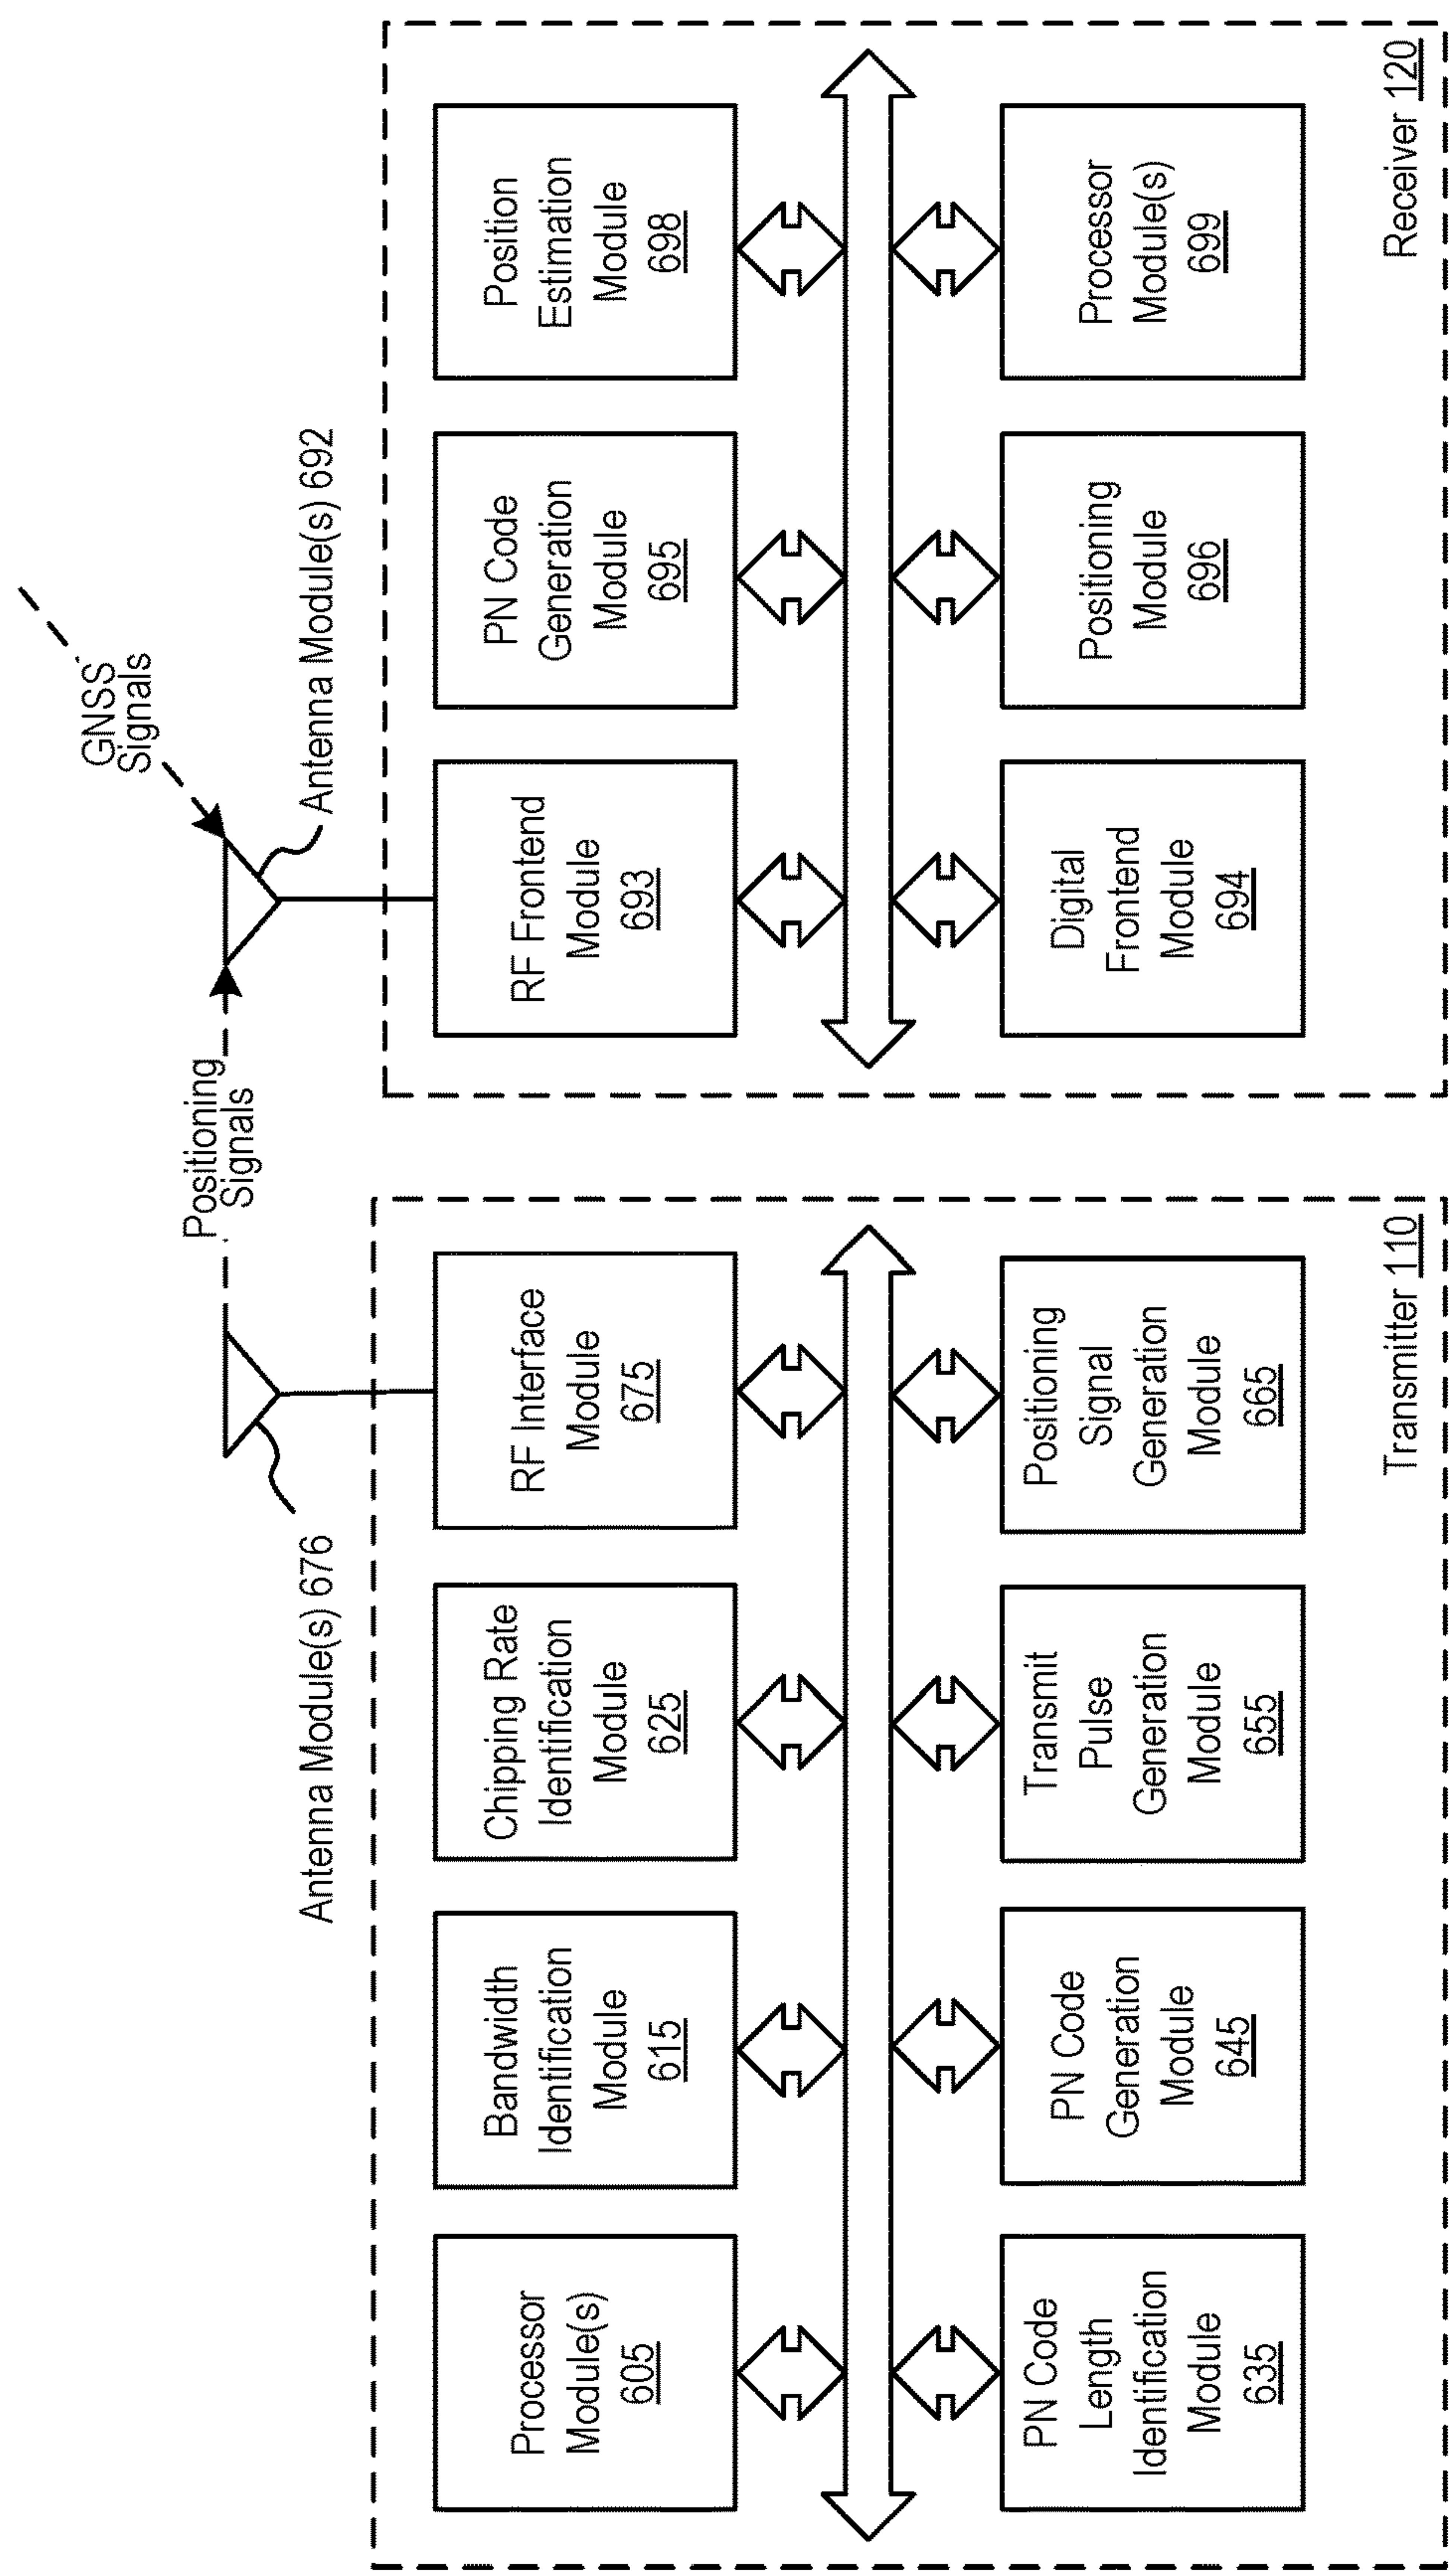 Positioning
Signals
GNSS
Signals
Antenna Module(s) 676
Antenna Module(s) 692
Processor
Module(s)
605
Bandwidth
Identification
Module
615
Chipping Rate
Identification
Module
625
RF Interface
Module
675
PN Code
Length
Identification
Module
635
PN Code
Generation
Module
645
Transmit
Pulse
Generation
Module
655
Positioning
Signal
Generation
Module
665
Transmitter 110
RF Frontend
Module
693
PN Code
Generation
Module
695
Position
Estimation
Module
698
Digital
Frontend
Module
694
Positioning
Module
696
Processor
Module(s)
699
Receiver 120